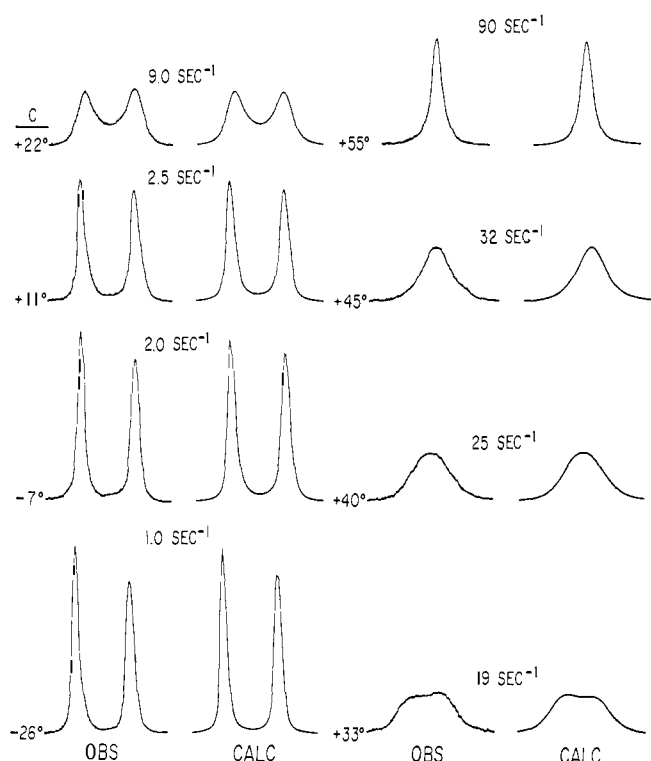 9.0 SEC⁻¹
C
+22°
2.5 SEC⁻¹
+11°
2.0 SEC⁻¹
-7°
1.0 SEC⁻¹
-26°
OBS CALC
90 SEC⁻¹
+55°
32 SEC⁻¹
+45°
25 SEC⁻¹
+40°
19 SEC⁻¹
+33°
OBS CALC